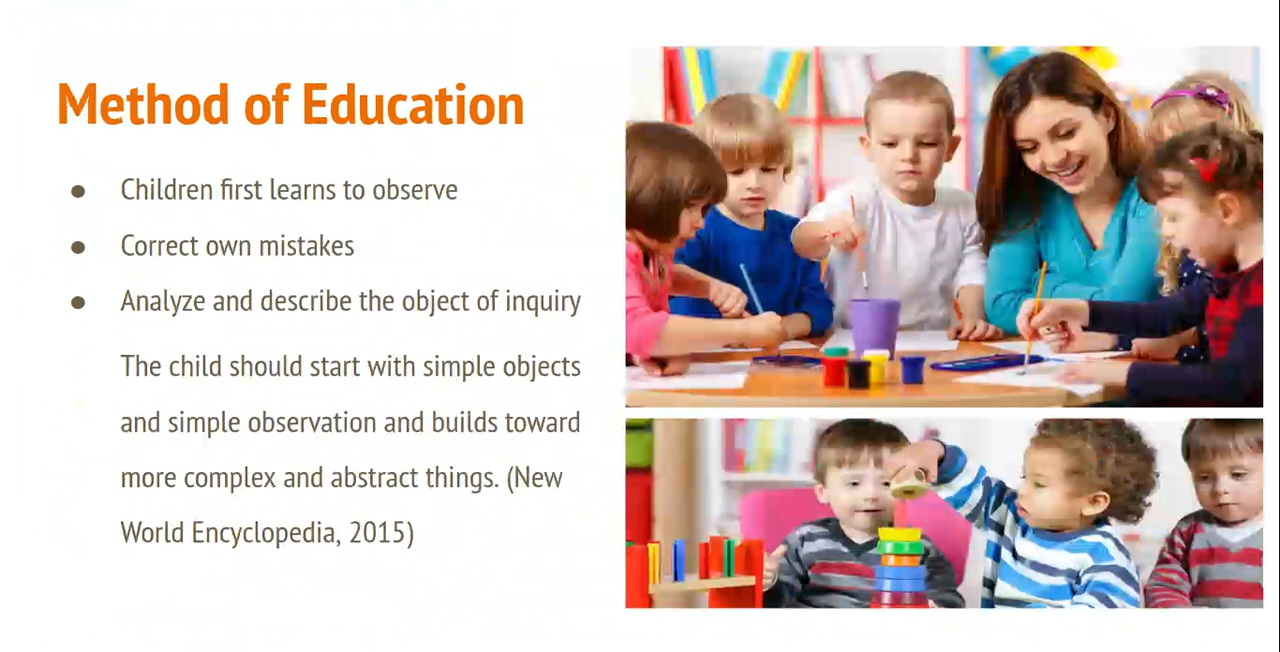 Method of Education
● Children first learns to observe
● Correct own mistakes
● Analyze and describe the object of inquiry
The child should start with simple objects
and simple observation and builds toward
more complex and abstract things. (New
World Encyclopedia, 2015)